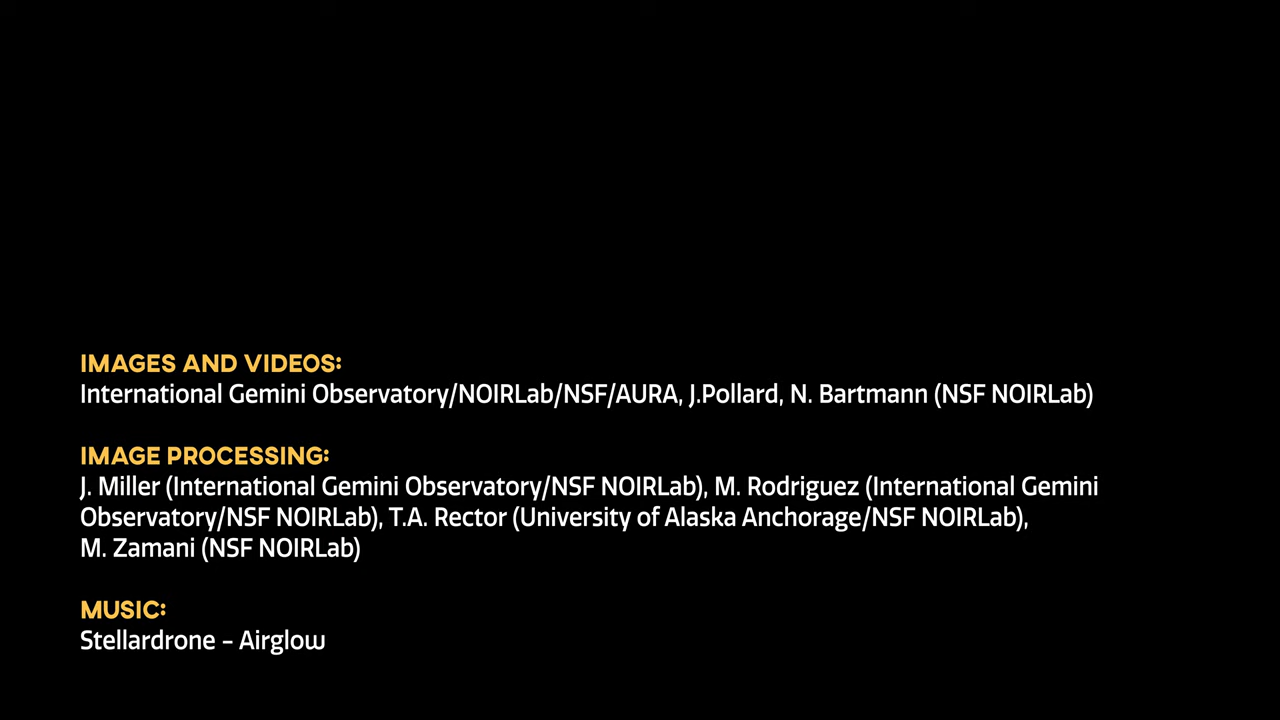 IMAGES AND VIDEOS:
International Gemini Observatory/NOIRLab/NSF/AURA, J.Pollard, N. Bartmann (NSF NOIRLab)
IMAGE PROCESSING:
J. Miller (International Gemini Observatory/NSF NOIRLab), M. Rodriguez (International Gemini
Observatory/NSF NOIRLab), T.A. Rector (University of Alaska Anchorage/NSF NOIRLab),
M. Zamani (NSF NOIRLab)
MUSIC:
Stellardrone – Airglow